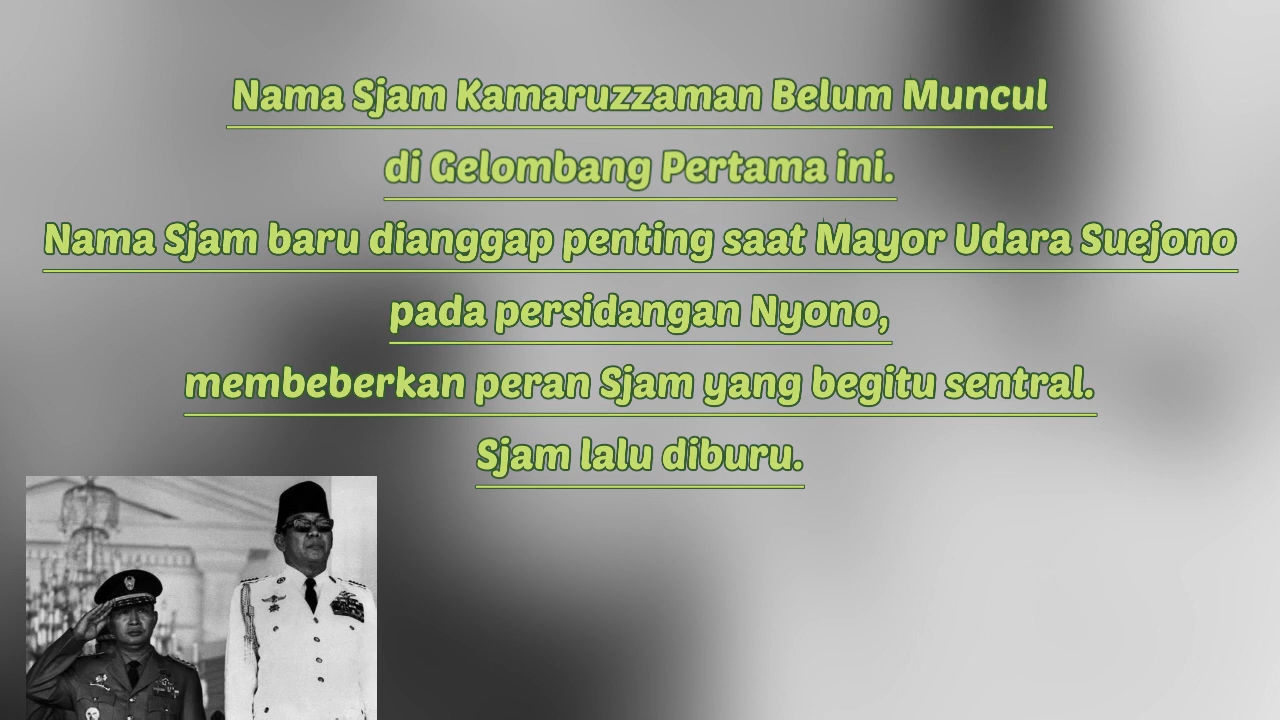 Nama Sjam Kamaruzzaman Belum Muncul
di Gelombang Pertama ini.
Nama Sjam baru dianggap penting saat Mayor Udara Suejono
pada persidangan Nyono,
membeberkan peran Sjam yang begitu sentral.
Sjam lalu diburu.